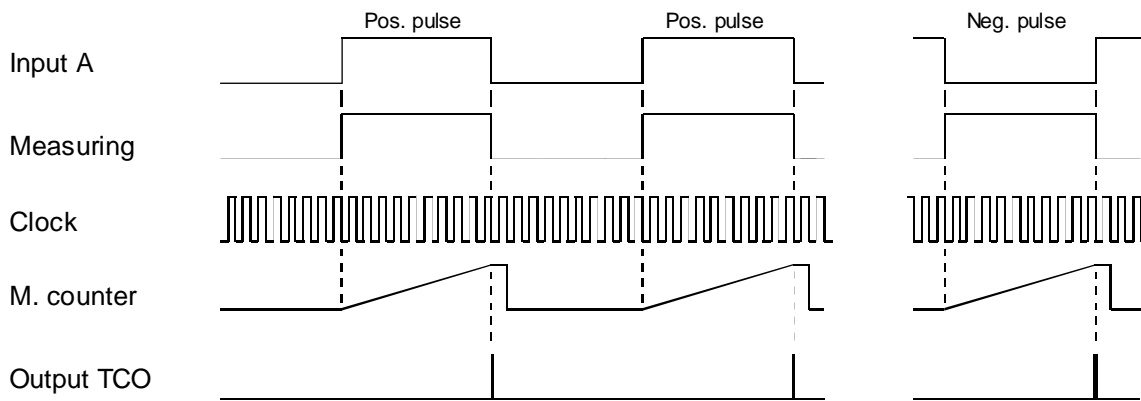 Pos. pulse
Pos. pulse
Neg. pulse
Input A
Measuring
Clock
M. counter
Output TCO